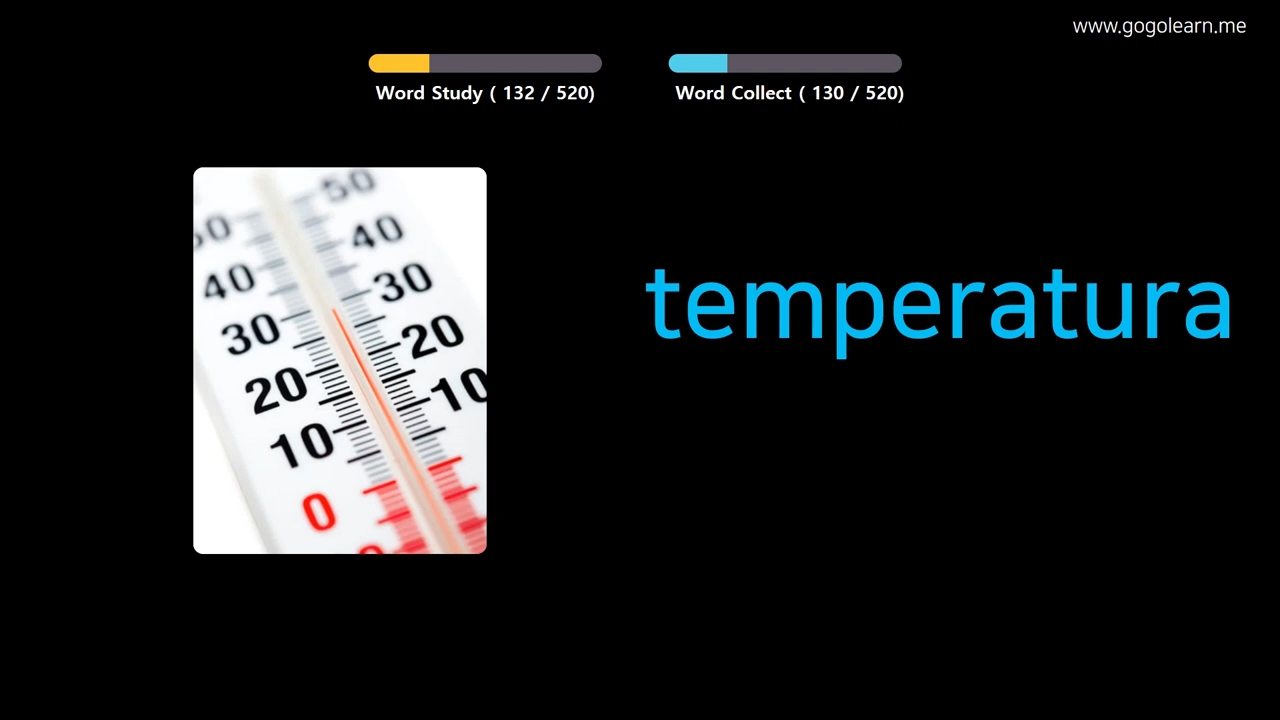 www.gogolearn.me
Word Study ( 132 / 520)
Word Collect ( 130 / 520)
temperatura
50
40 40
30 30
20 20
10 10
0